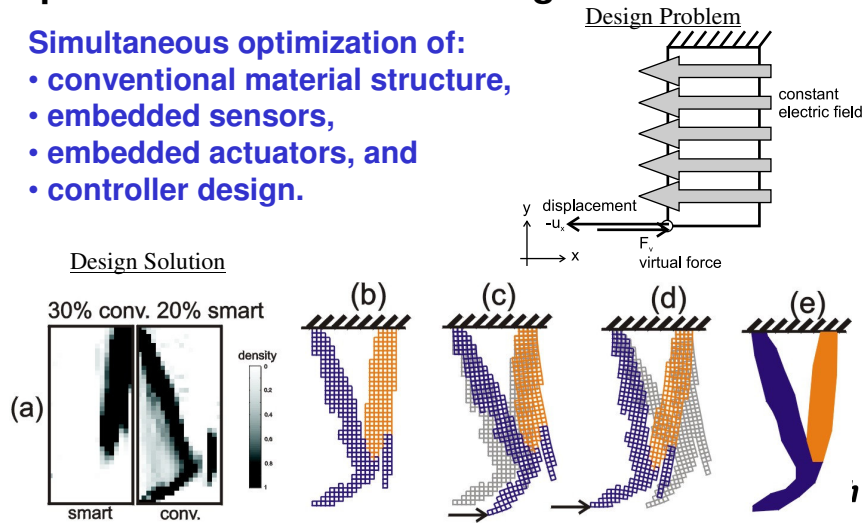 Simultaneous optimization of:
• conventional material structure,
• embedded sensors,
• embedded actuators, and
• controller design.
Design Problem
constant
electric field
y
displacement
-uₓ
Fᵥ
x
virtual force
Design Solution
30% conv. 20% smart
density
0
0.2
0.4
0.6
0.8
1
(a)
smart
conv.
(b)
(c)
(d)
(e)
h